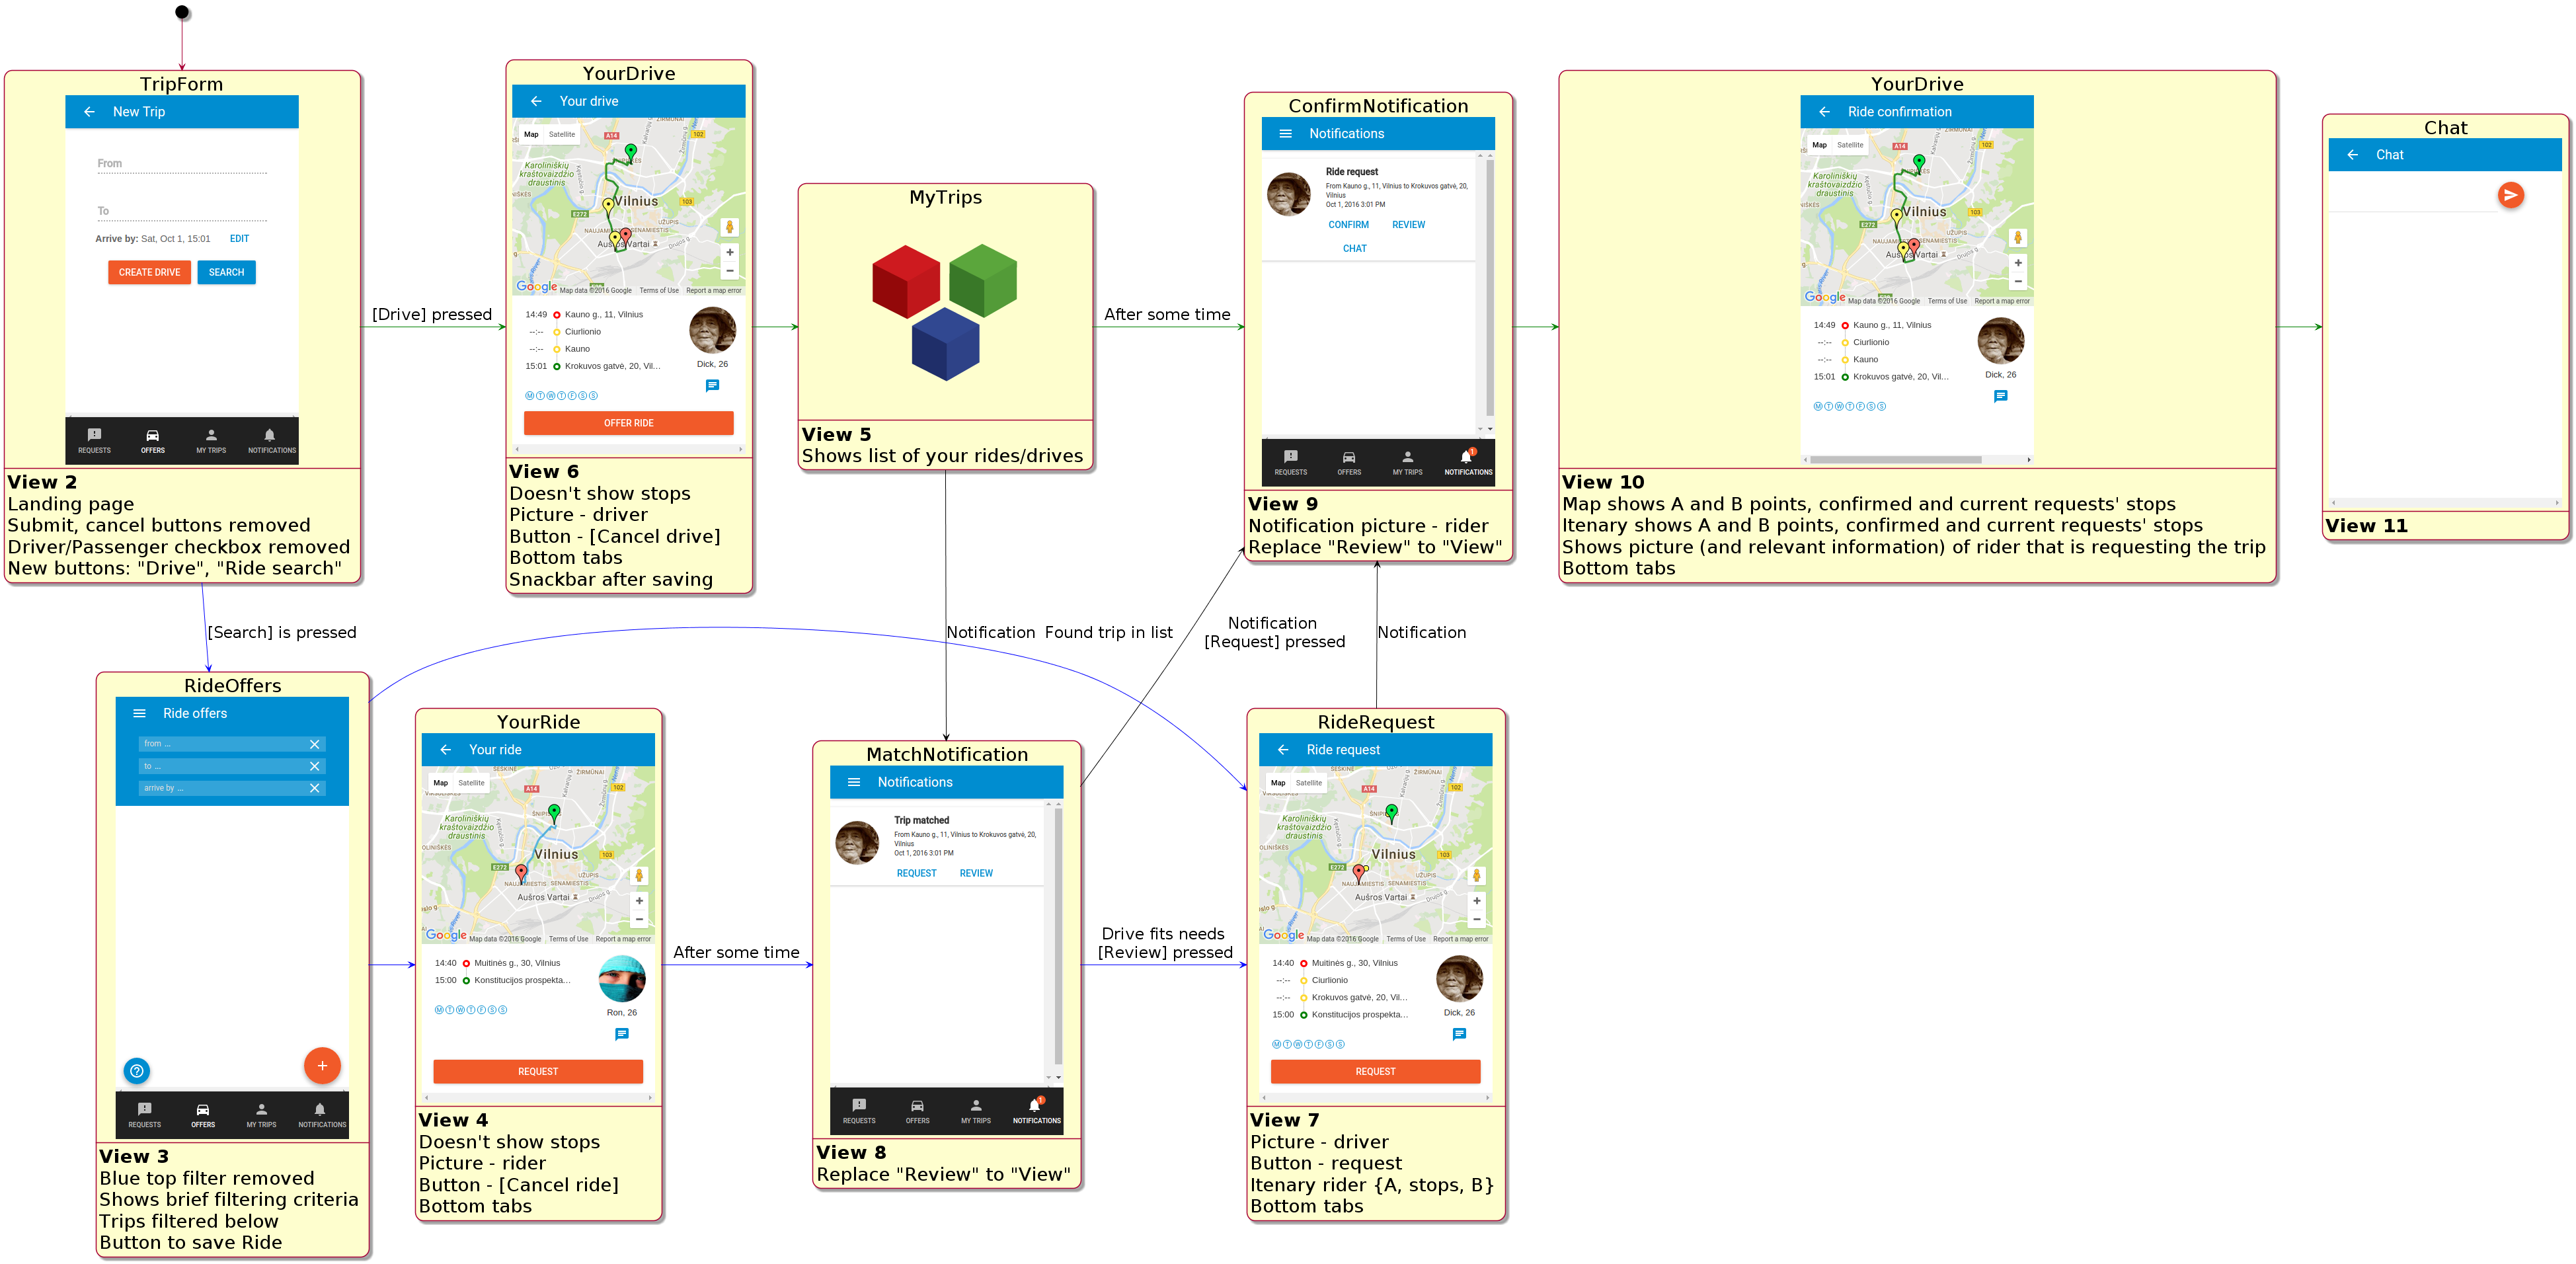 TripForm
New Trip
From
To
Arrive by: Sat, Oct 1, 15:01 EDIT
CREATE DRIVE SEARCH
REQUESTS OFFERS MY TRIPS NOTIFICATIONS
View 2
Landing page
Submit, cancel buttons removed
Driver/Passenger checkbox removed
New buttons: "Drive", "Ride search"
[Drive] pressed
YourDrive
Your drive
Map Satellite
Karoliniškių
kraštovaizdžio
draustinis
Vilnius
Aušros Vartai
Google Map data ©2016 Google Terms of Use Report a map error
14:49 Kauno g., 11, Vilnius
--:-- Ciurlionio
--:-- Kauno
15:01 Krokuvos gatvė, 20, Vil...
Dick, 26
M T W T F S S
OFFER RIDE
View 6
Doesn't show stops
Picture - driver
Button - [Cancel drive]
Bottom tabs
Snackbar after saving
MyTrips
View 5
Shows list of your rides/drives
After some time
ConfirmNotification
Notifications
Ride request
From Kauno g., 11, Vilnius to Krokuvos gatvė, 20,
Vilnius
Oct 1, 2016 3:01 PM
CONFIRM REVIEW
CHAT
1
REQUESTS OFFERS MY TRIPS NOTIFICATIONS
View 9
Notification picture - rider
Replace "Review" to "View"
YourDrive
Ride confirmation
Map Satellite
Karoliniškių
kraštovaizdžio
draustinis
Vilnius
Aušros Vartai
Google Map data ©2016 Google Terms of Use Report a map error
14:49 Kauno g., 11, Vilnius
--:-- Ciurlionio
--:-- Kauno
15:01 Krokuvos gatvė, 20, Vil...
Dick, 26
M T W T F S S
View 10
Map shows A and B points, confirmed and current requests' stops
Itenary shows A and B points, confirmed and current requests' stops
Shows picture (and relevant information) of rider that is requesting the trip
Bottom tabs
Chat
Chat
View 11
[Search] is pressed
Notification
Found trip in list
Notification
[Request] pressed
Notification
RideOffers
Ride offers
from ...
to ...
arrive by ...
REQUESTS OFFERS MY TRIPS NOTIFICATIONS
View 3
Blue top filter removed
Shows brief filtering criteria
Trips filtered below
Button to save Ride
YourRide
Your ride
Map Satellite
Karoliniškių
kraštovaizdžio
draustinis
Vilnius
Aušros Vartai
Google Map data ©2016 Google Terms of Use Report a map error
14:40 Muitinės g., 30, Vilnius
15:00 Konstitucijos prospekta...
Ron, 26
M T W T F S S
REQUEST
View 4
Doesn't show stops
Picture - rider
Button - [Cancel ride]
Bottom tabs
After some time
MatchNotification
Notifications
Trip matched
From Kauno g., 11, Vilnius to Krokuvos gatvė, 20,
Vilnius
Oct 1, 2016 3:01 PM
REQUEST REVIEW
1
REQUESTS OFFERS MY TRIPS NOTIFICATIONS
View 8
Replace "Review" to "View"
Drive fits needs
[Review] pressed
RideRequest
Ride request
Map Satellite
Karoliniškių
kraštovaizdžio
draustinis
Vilnius
Aušros Vartai
Google Map data ©2016 Google Terms of Use Report a map error
14:40 Muitinės g., 30, Vilnius
--:-- Ciurlionio
--:-- Krokuvos gatvė, 20, Vil...
15:00 Konstitucijos prospekta...
Dick, 26
M T W T F S S
REQUEST
View 7
Picture - driver
Button - request
Itenary rider {A, stops, B}
Bottom tabs